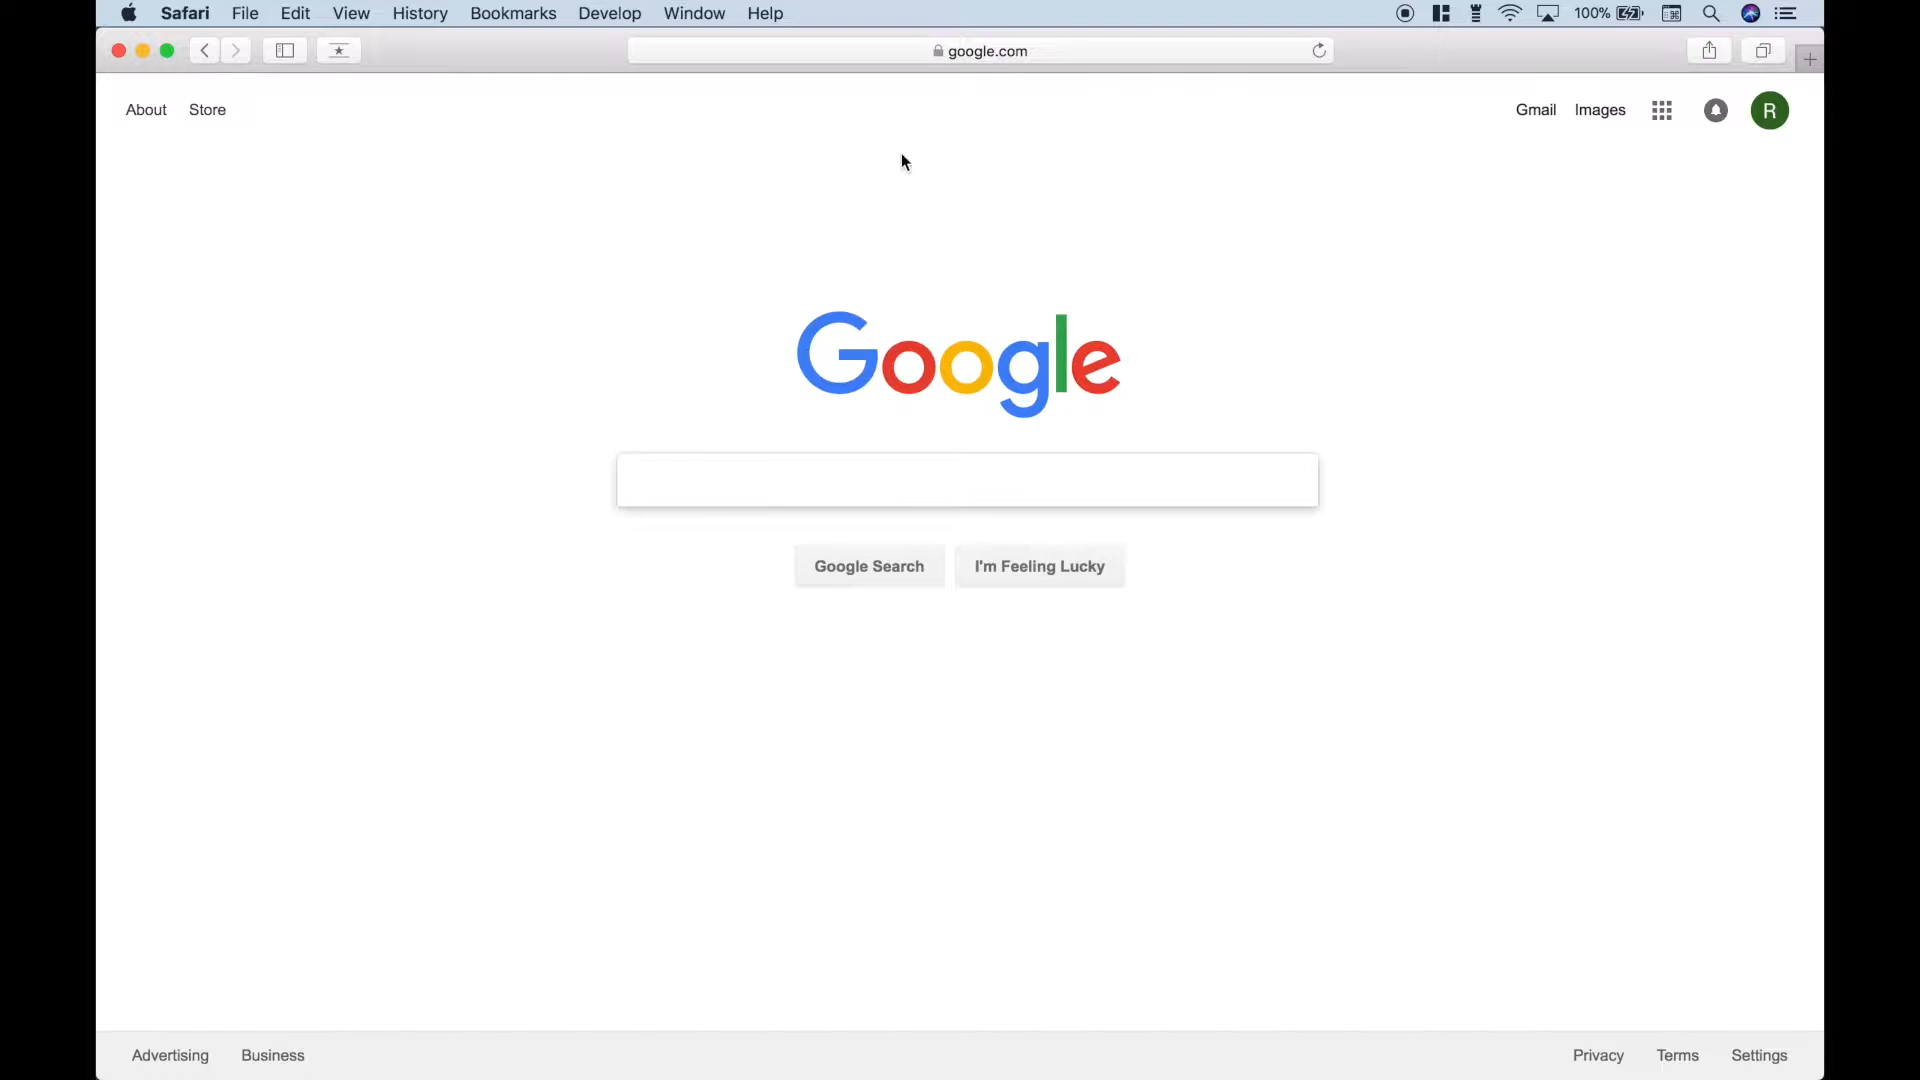 Safari File Edit View History Bookmarks Develop Window Help 100%
google.com
About Store Gmail Images R
Google
Google Search I'm Feeling Lucky
Advertising Business Privacy Terms Settings